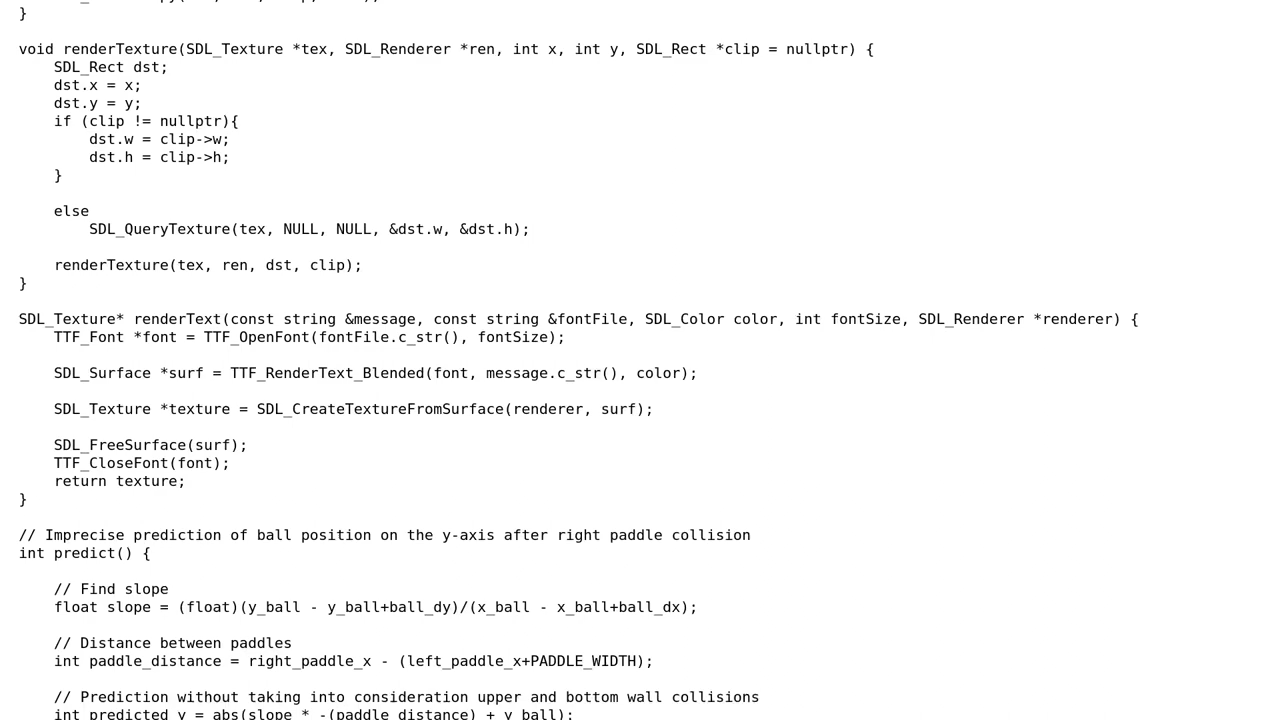 }
void renderTexture(SDL_Texture *tex, SDL_Renderer *ren, int x, int y, SDL_Rect *clip = nullptr) {
    SDL_Rect dst;
    dst.x = x;
    dst.y = y;
    if (clip != nullptr){
        dst.w = clip->w;
        dst.h = clip->h;
    }
    else
        SDL_QueryTexture(tex, NULL, NULL, &dst.w, &dst.h);
    renderTexture(tex, ren, dst, clip);
}
SDL_Texture* renderText(const string &message, const string &fontFile, SDL_Color color, int fontSize, SDL_Renderer *renderer) {
    TTF_Font *font = TTF_OpenFont(fontFile.c_str(), fontSize);
    SDL_Surface *surf = TTF_RenderText_Blended(font, message.c_str(), color);
    SDL_Texture *texture = SDL_CreateTextureFromSurface(renderer, surf);
    SDL_FreeSurface(surf);
    TTF_CloseFont(font);
    return texture;
}
// Imprecise prediction of ball position on the y-axis after right paddle collision
int predict() {
    // Find slope
    float slope = (float)(y_ball - y_ball+ball_dy)/(x_ball - x_ball+ball_dx);
    // Distance between paddles
    int paddle_distance = right_paddle_x - (left_paddle_x+PADDLE_WIDTH);
    // Prediction without taking into consideration upper and bottom wall collisions
    int predicted_y = abs(slope * -(paddle_distance) + y_ball);